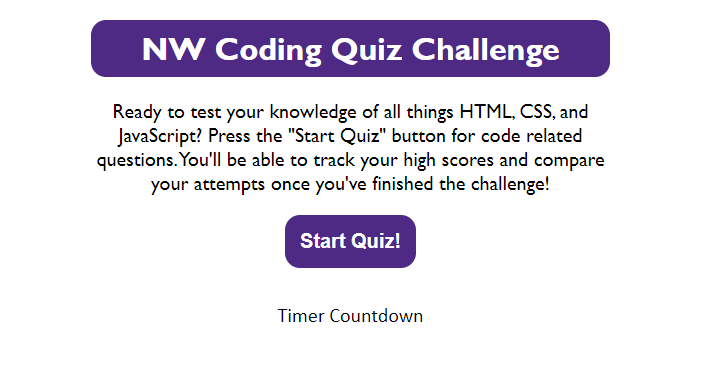 NW Coding Quiz Challenge
Ready to test your knowledge of all things HTML, CSS, and
JavaScript? Press the "Start Quiz" button for code related
questions. You'll be able to track your high scores and compare
your attempts once you've finished the challenge!
Start Quiz!
Timer Countdown